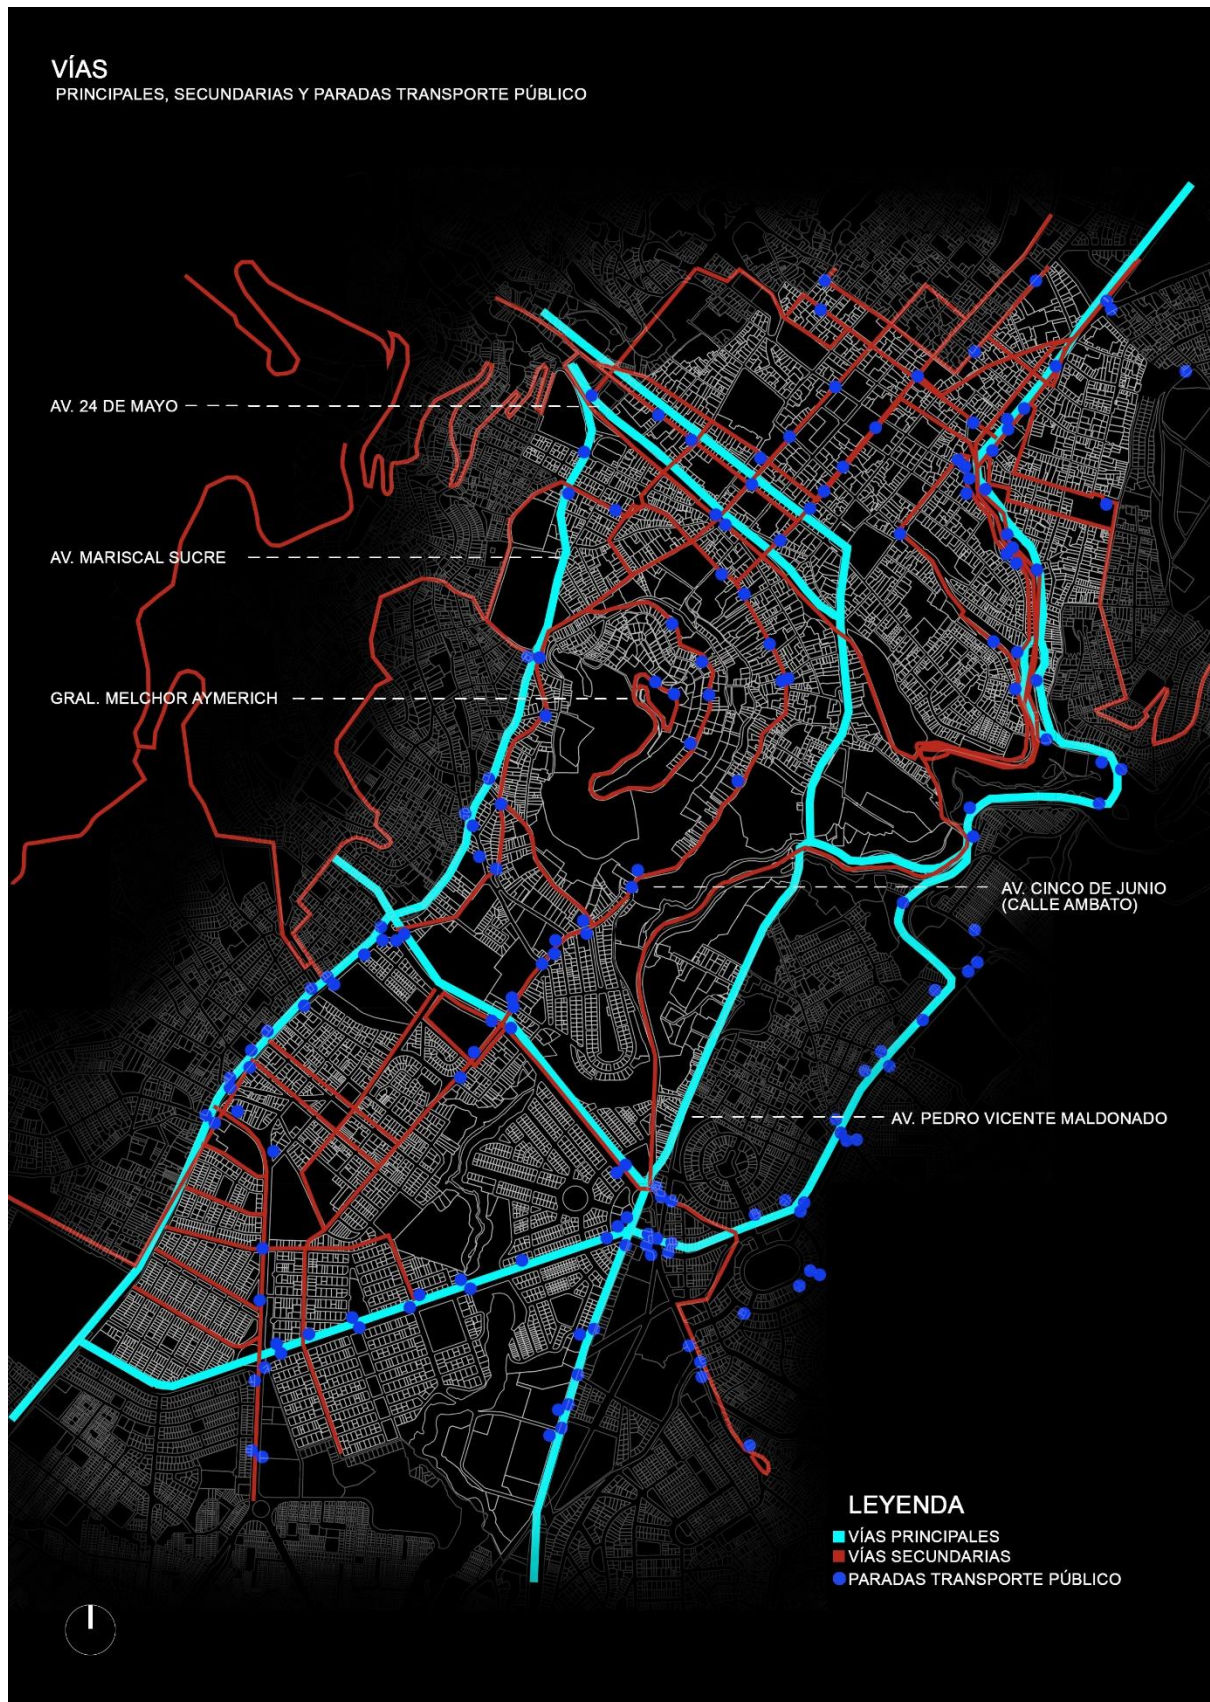 VÍAS
PRINCIPALES, SECUNDARIAS Y PARADAS TRANSPORTE PÚBLICO
AV. 24 DE MAYO
AV. MARISCAL SUCRE
GRAL. MELCHOR AYMERICH
AV. CINCO DE JUNIO
(CALLE AMBATO)
AV. PEDRO VICENTE MALDONADO
LEYENDA
VÍAS PRINCIPALES
VÍAS SECUNDARIAS
PARADAS TRANSPORTE PÚBLICO